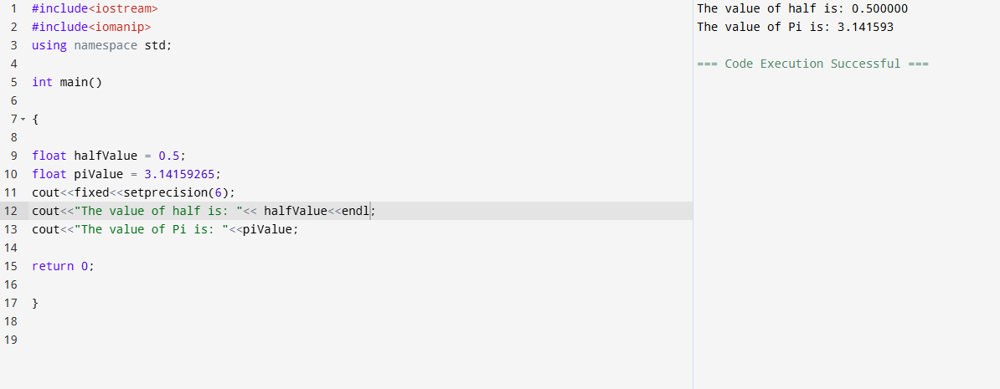 1 #include<iostream>
2 #include<iomanip>
3 using namespace std;
4
5 int main()
6
7 {
8
9 float halfValue = 0.5;
10 float piValue = 3.14159265;
11 cout<<fixed<<setprecision(6);
12 cout<<"The value of half is: "<< halfValue<<endl;
13 cout<<"The value of Pi is: "<<piValue;
14
15 return 0;
16
17 }
18
19
The value of half is: 0.500000
The value of Pi is: 3.141593
=== Code Execution Successful ===